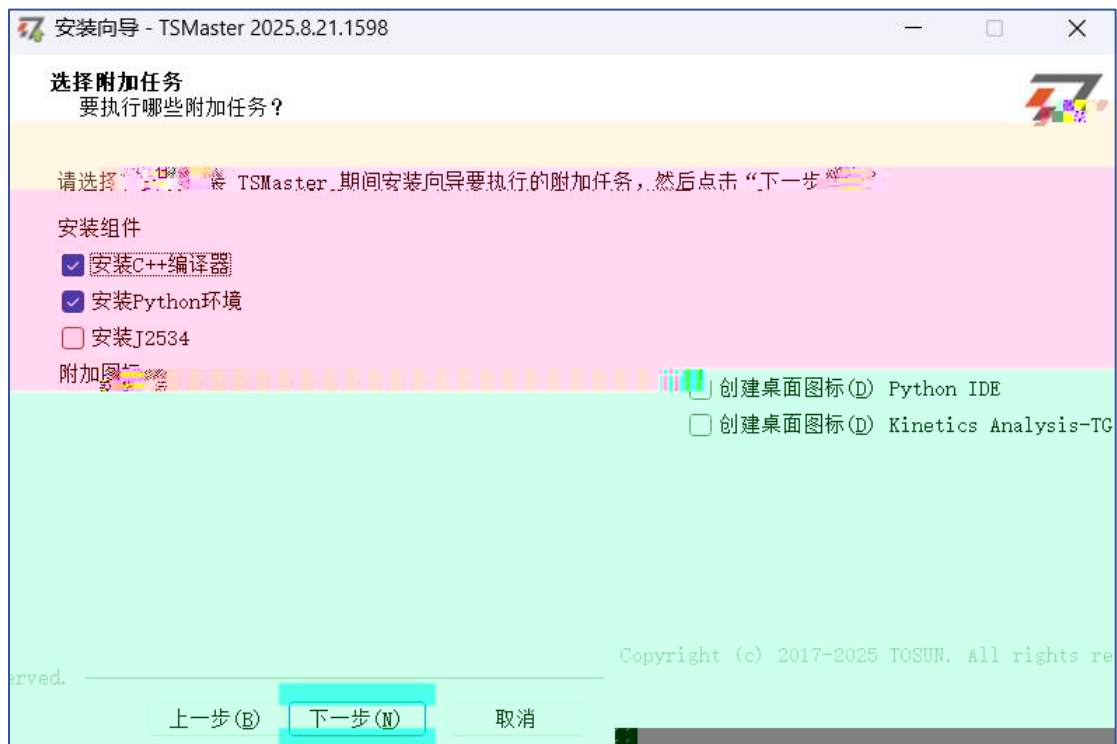 安装向导 - TSMaster 2025.8.21.1598
选择附加任务
要执行哪些附加任务？
请选择 装 TSMaster 期间安装向导要执行的附加任务，然后点击“下一步
安装组件
安装C++编译器
安装Python环境
安装J2534
附加图标
创建桌面图标(D) Python IDE
创建桌面图标(D) Kinetics Analysis-TG
Copyright (c) 2017-2025 TOSUN. All rights re
erved.
上一步(B) 下一步(N) 取消